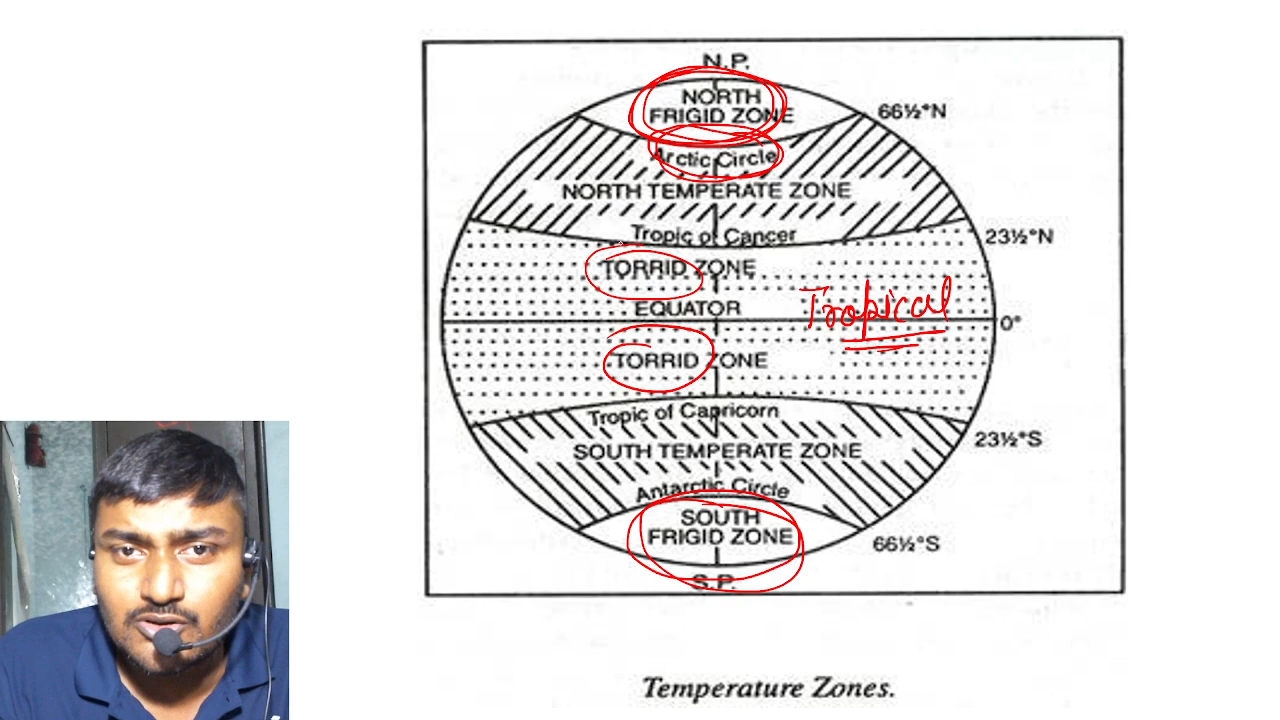 N.P.
NORTH
FRIGID ZONE
66½°N
Arctic Circle
NORTH TEMPERATE ZONE
Tropic of Cancer
23½°N
TORRID ZONE
Tropical
EQUATOR
0°
TORRID ZONE
Tropic of Capricorn
23½°S
SOUTH TEMPERATE ZONE
Antarctic Circle
SOUTH
FRIGID ZONE
66½°S
S.P.
Temperature Zones.